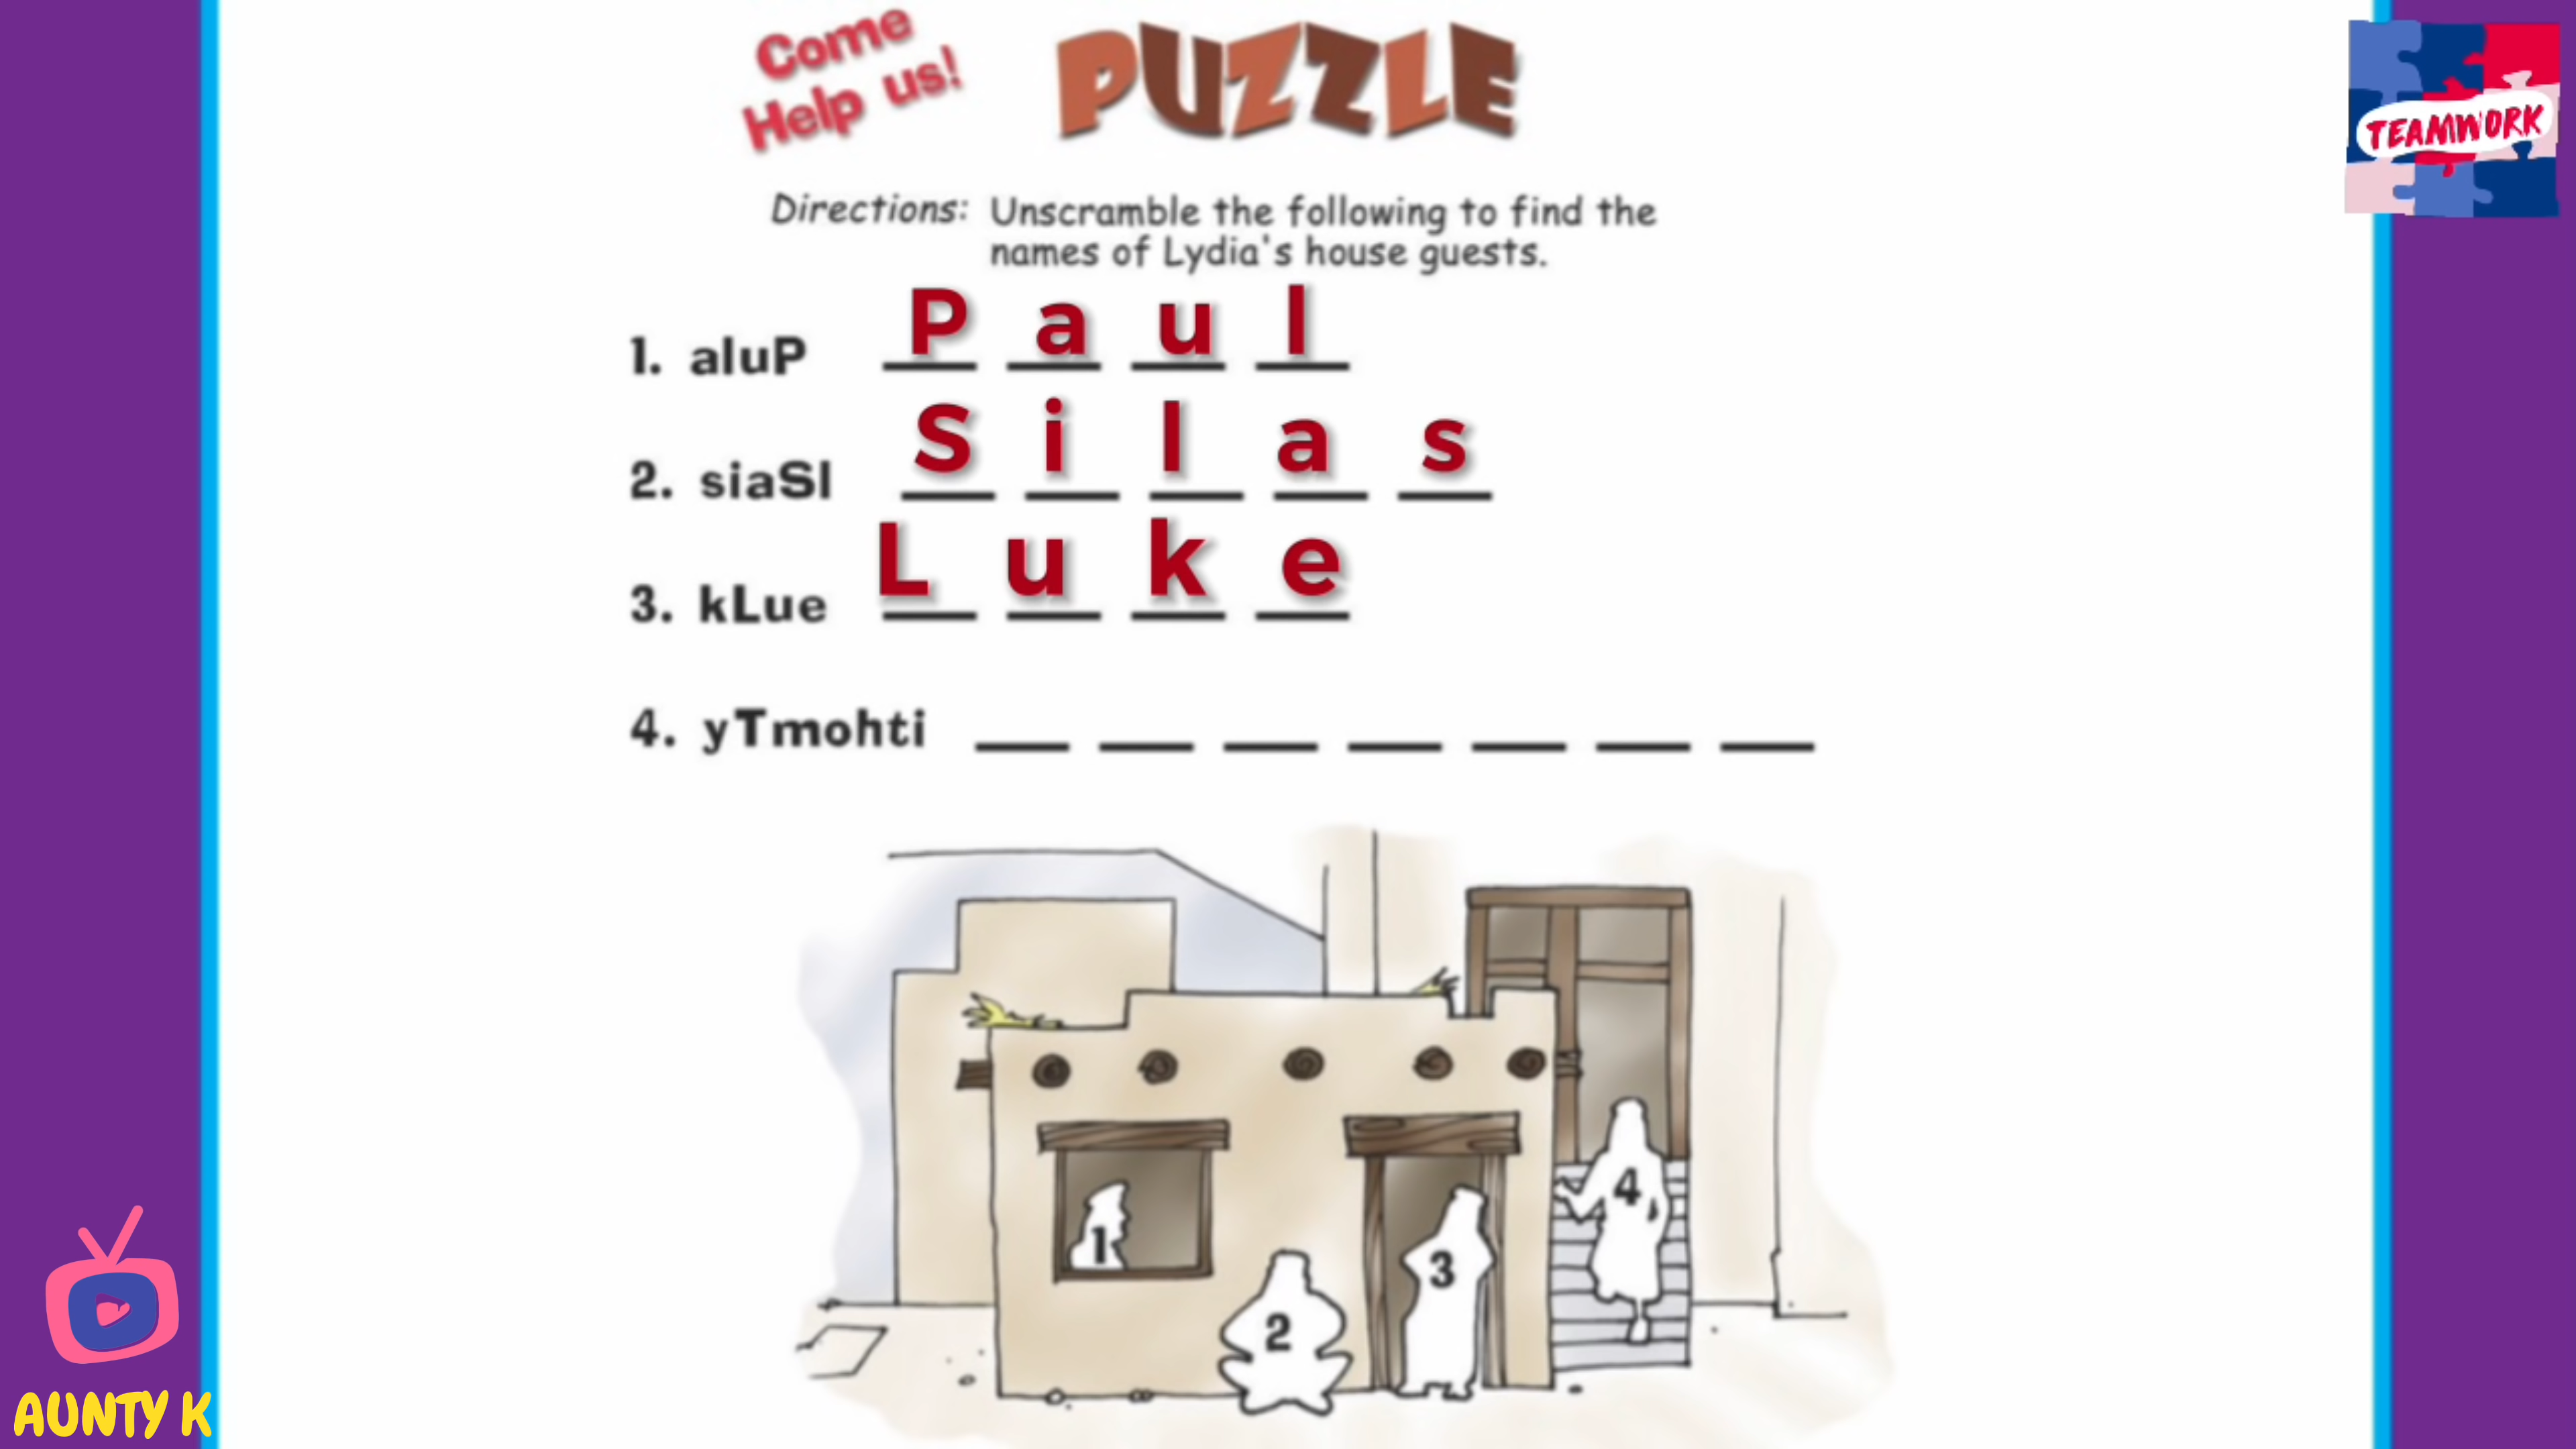 Come
Help us!
PUZZLE
TEAMWORK
Directions: Unscramble the following to find the
names of Lydia's house guests.
1. aluP P a u l
2. siaSl S i l a s
3. kLue L u k e
4. yTmohti
1
2
3
4
AUNTY K